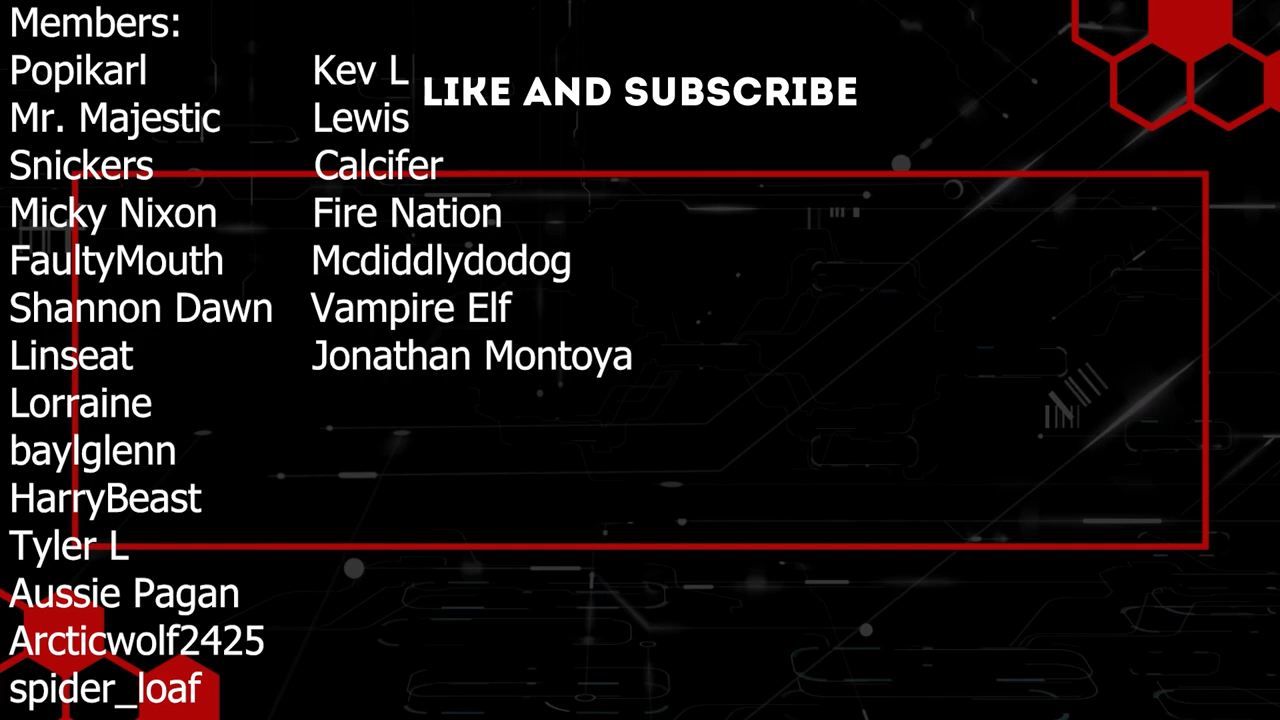 Members:
Popikarl
Mr. Majestic
Snickers
Micky Nixon
FaultyMouth
Shannon Dawn
Linseat
Lorraine
baylglenn
HarryBeast
Tyler L
Aussie Pagan
Arcticwolf2425
spider_loaf
Kev L
Lewis
Calcifer
Fire Nation
Mcdiddlydodog
Vampire Elf
Jonathan Montoya
LIKE AND SUBSCRIBE